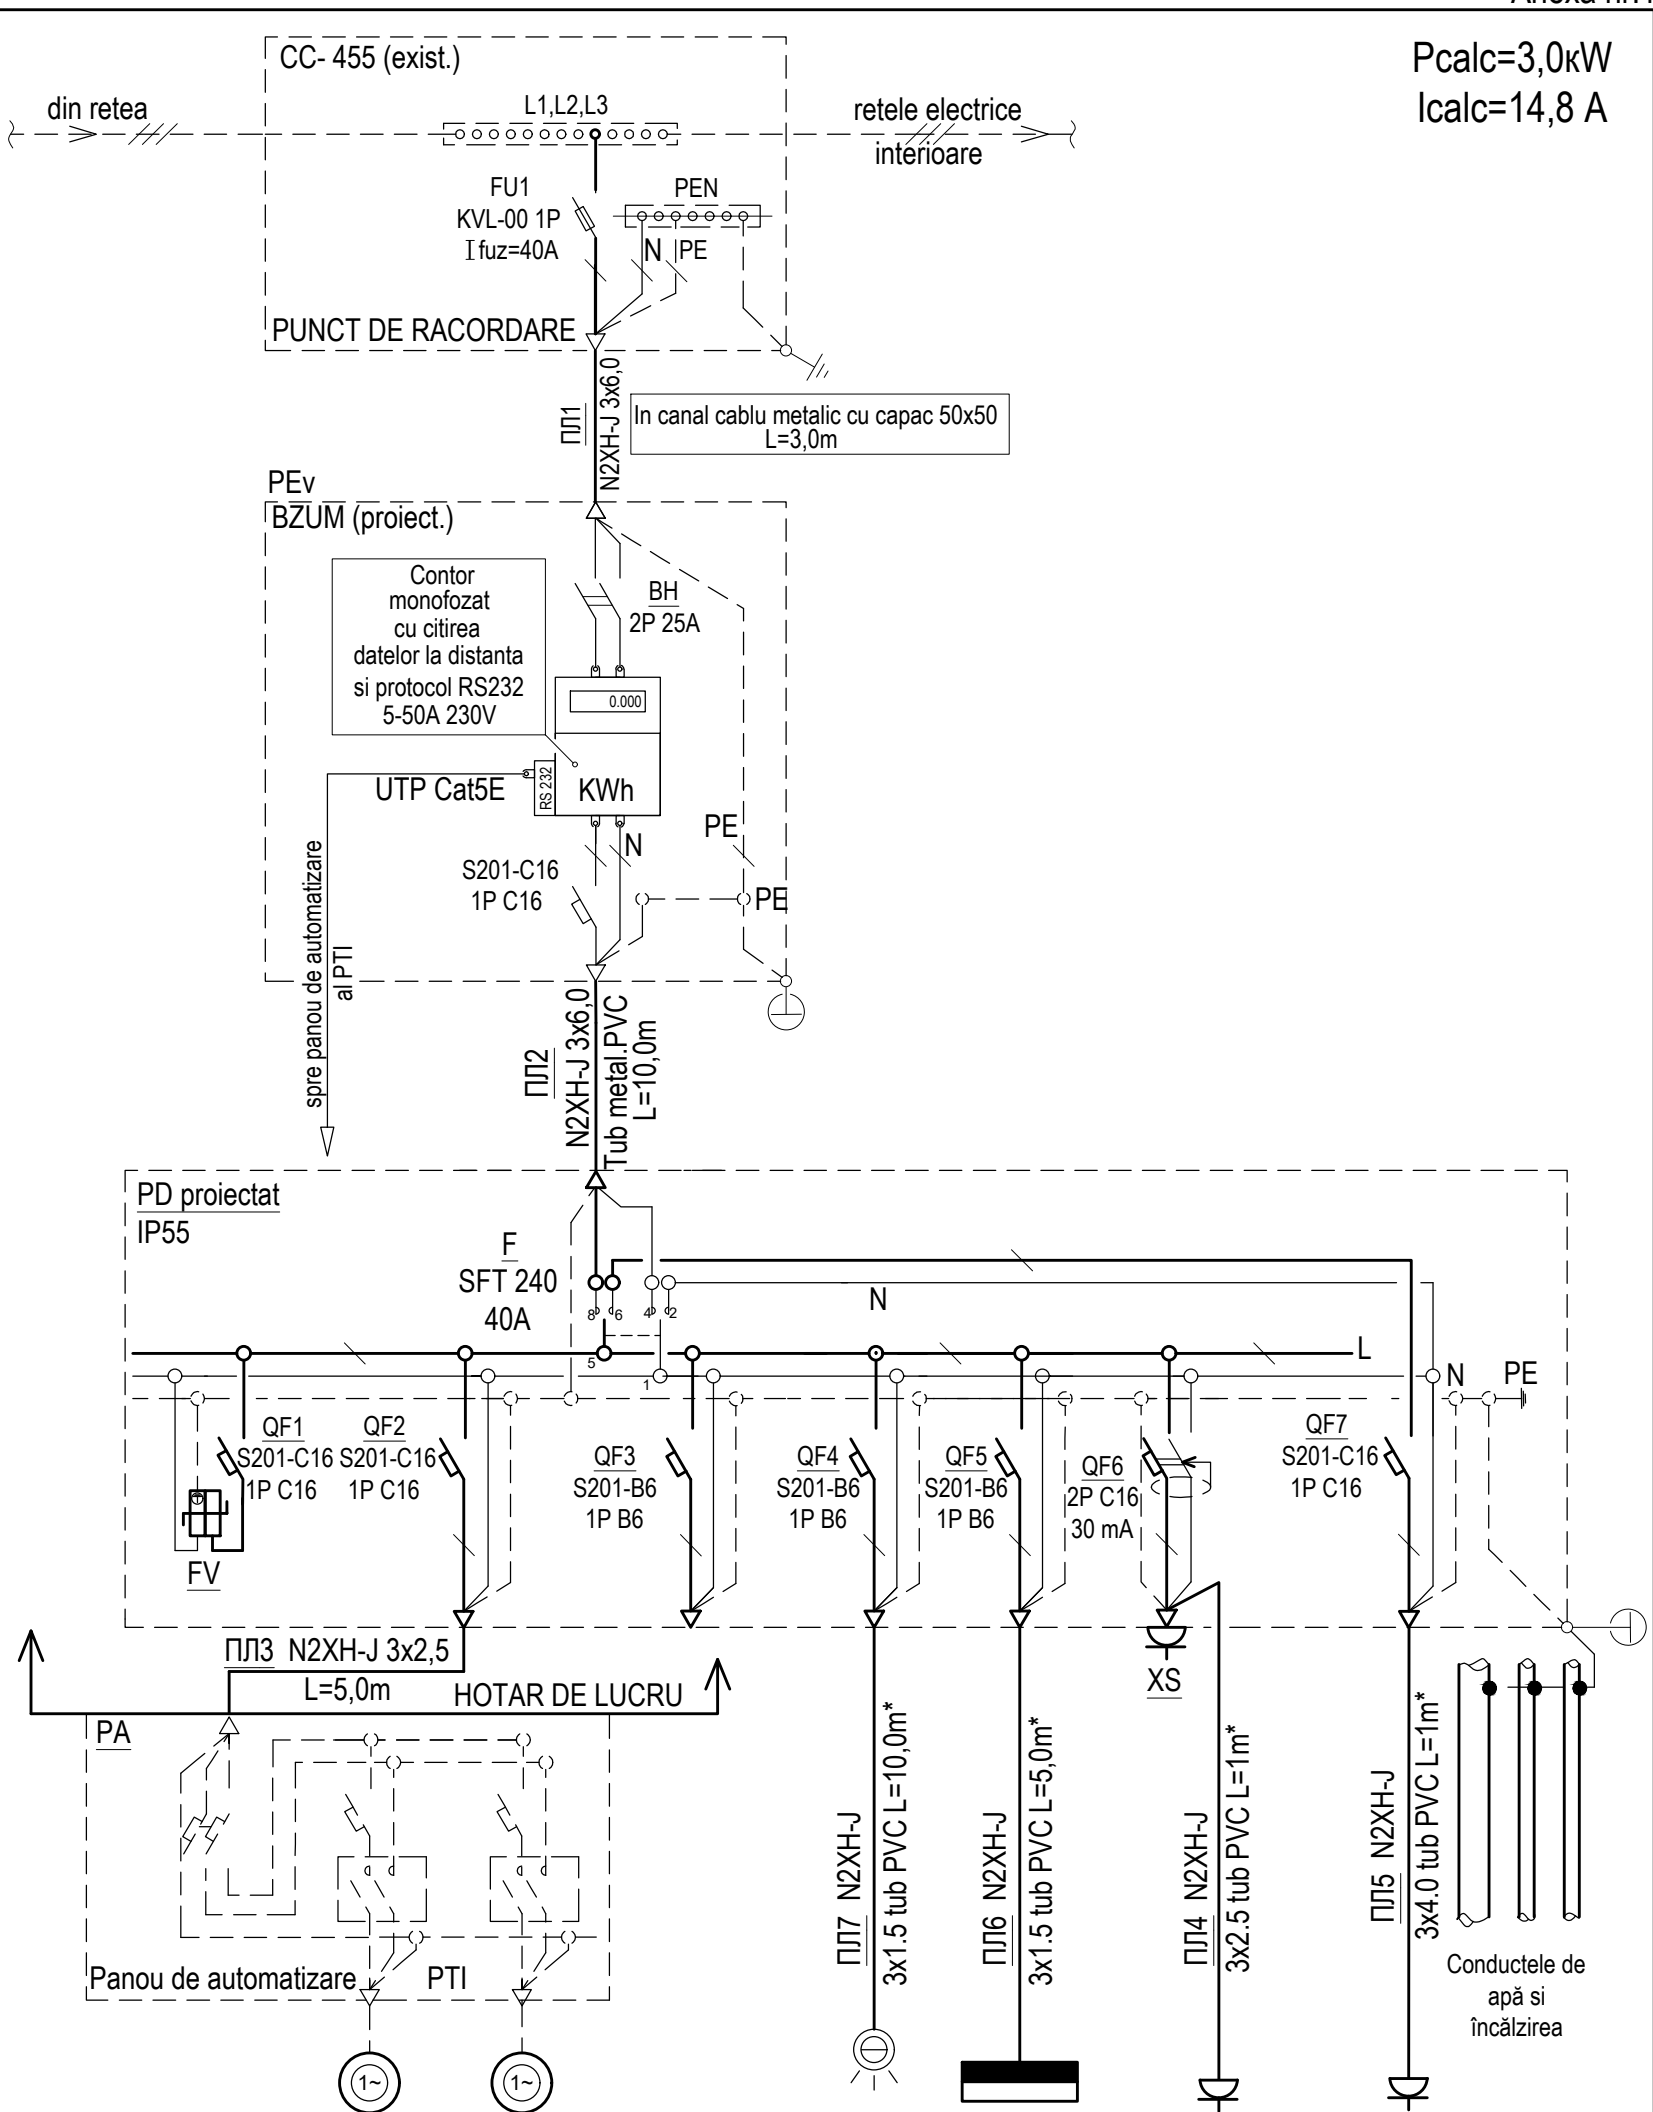 Pcalc=3,0кW
Icalc=14,8 A
CC- 455 (exist.)
din retea
L1,L2,L3
retele electrice
interioare
FU1
KVL-00 1P
Ifuz=40A
PEN
N
PE
PUNCT DE RACORDARE
ПЛ1
N2XH-J 3x6,0
In canal cablu metalic cu capac 50x50
L=3,0m
PEv
BZUM (proiect.)
Contor
monofozat
cu citirea
datelor la distanta
si protocol RS232
5-50A 230V
BH
2P 25A
0.000
RS 232
KWh
UTP Cat5E
PE
N
S201-C16
1P C16
PE
spre panou de automatizare
al PTI
ПЛ2
N2XH-J 3x6,0
Tub metal.PVC
L=10,0m
PD proiectat
IP55
F
SFT 240
40A
8
6
4
2
N
5
1
L
N
PE
QF1
S201-C16
1P C16
QF2
S201-C16
1P C16
QF3
S201-B6
1P B6
QF4
S201-B6
1P B6
QF5
S201-B6
1P B6
QF6
2P C16
30 mA
QF7
S201-C16
1P C16
FV
XS
ПЛ3 N2XH-J 3x2,5
L=5,0m
HOTAR DE LUCRU
PA
Panou de automatizare
PTI
1~
1~
ПЛ7 N2XH-J
3x1.5 tub PVC L=10,0m*
ПЛ6 N2XH-J
3x1.5 tub PVC L=5,0m*
ПЛ4 N2XH-J
3x2.5 tub PVC L=1m*
ПЛ5 N2XH-J
3x4.0 tub PVC L=1m*
Conductele de
apă si
încălzirea